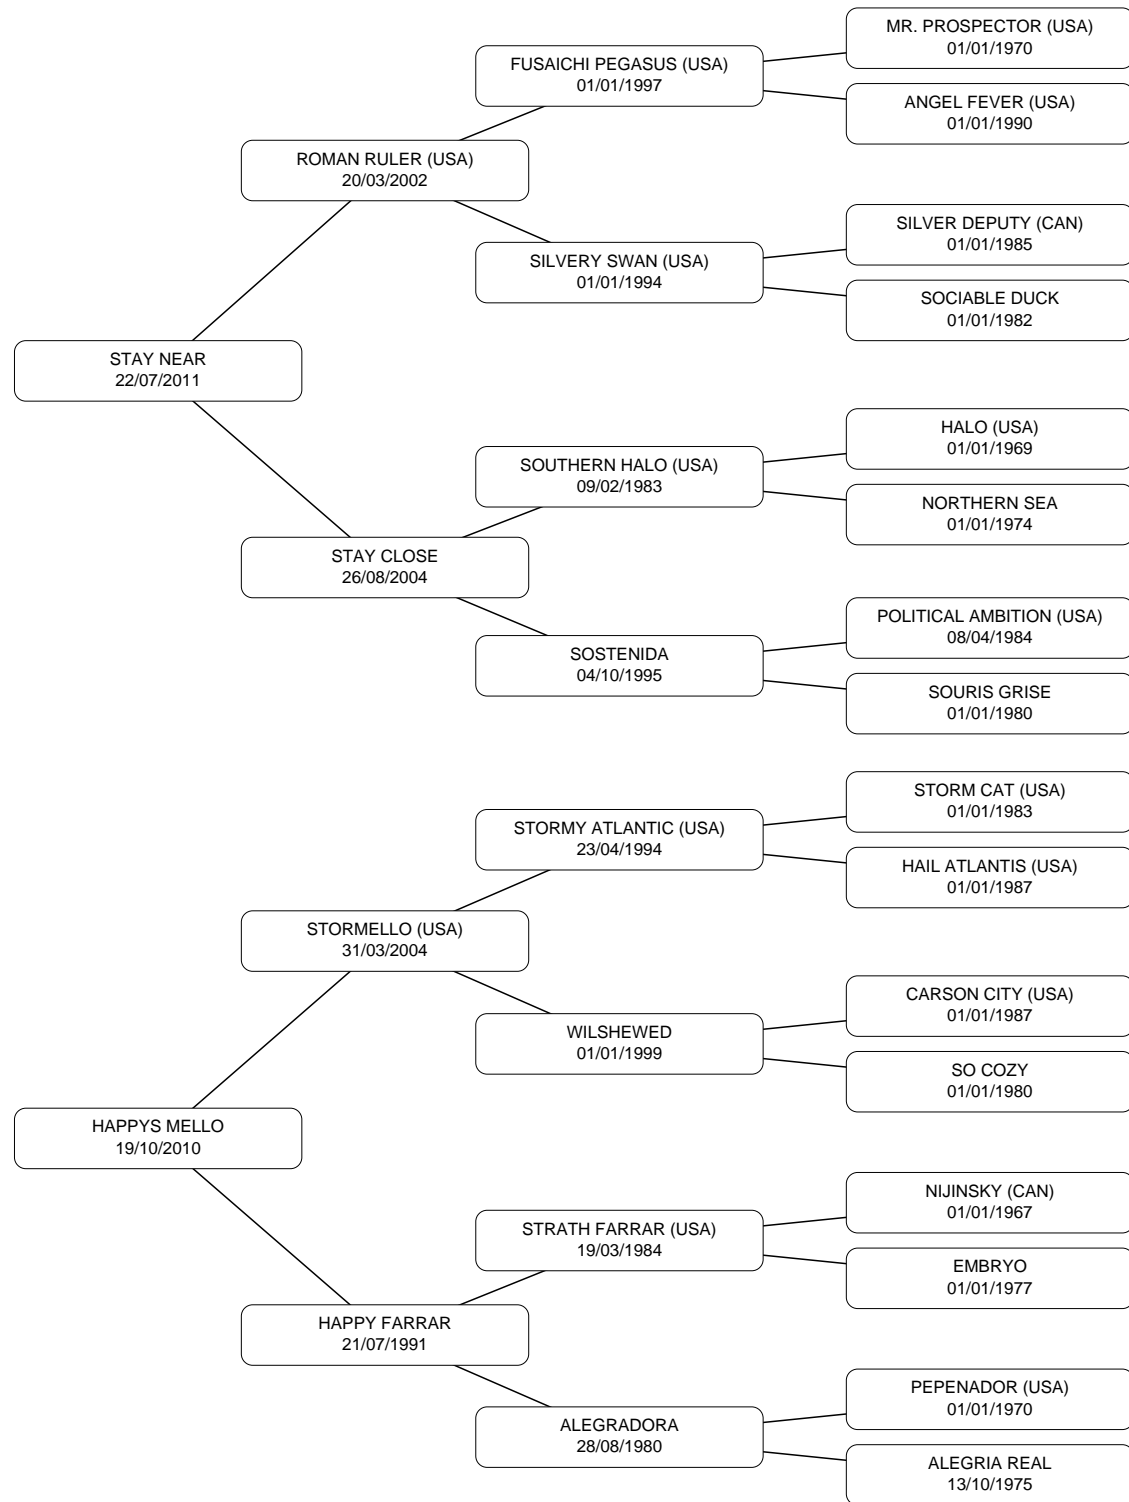 MR. PROSPECTOR (USA)
01/01/1970
FUSAICHI PEGASUS (USA)
01/01/1997
ANGEL FEVER (USA)
01/01/1990
ROMAN RULER (USA)
20/03/2002
SILVER DEPUTY (CAN)
01/01/1985
SILVERY SWAN (USA)
01/01/1994
SOCIABLE DUCK
01/01/1982
STAY NEAR
22/07/2011
HALO (USA)
01/01/1969
SOUTHERN HALO (USA)
09/02/1983
NORTHERN SEA
01/01/1974
STAY CLOSE
26/08/2004
POLITICAL AMBITION (USA)
08/04/1984
SOSTENIDA
04/10/1995
SOURIS GRISE
01/01/1980
STORM CAT (USA)
01/01/1983
STORMY ATLANTIC (USA)
23/04/1994
HAIL ATLANTIS (USA)
01/01/1987
STORMELLO (USA)
31/03/2004
CARSON CITY (USA)
01/01/1987
WILSHEWED
01/01/1999
SO COZY
01/01/1980
HAPPYS MELLO
19/10/2010
NIJINSKY (CAN)
01/01/1967
STRATH FARRAR (USA)
19/03/1984
EMBRYO
01/01/1977
HAPPY FARRAR
21/07/1991
PEPENADOR (USA)
01/01/1970
ALEGRADORA
28/08/1980
ALEGRIA REAL
13/10/1975